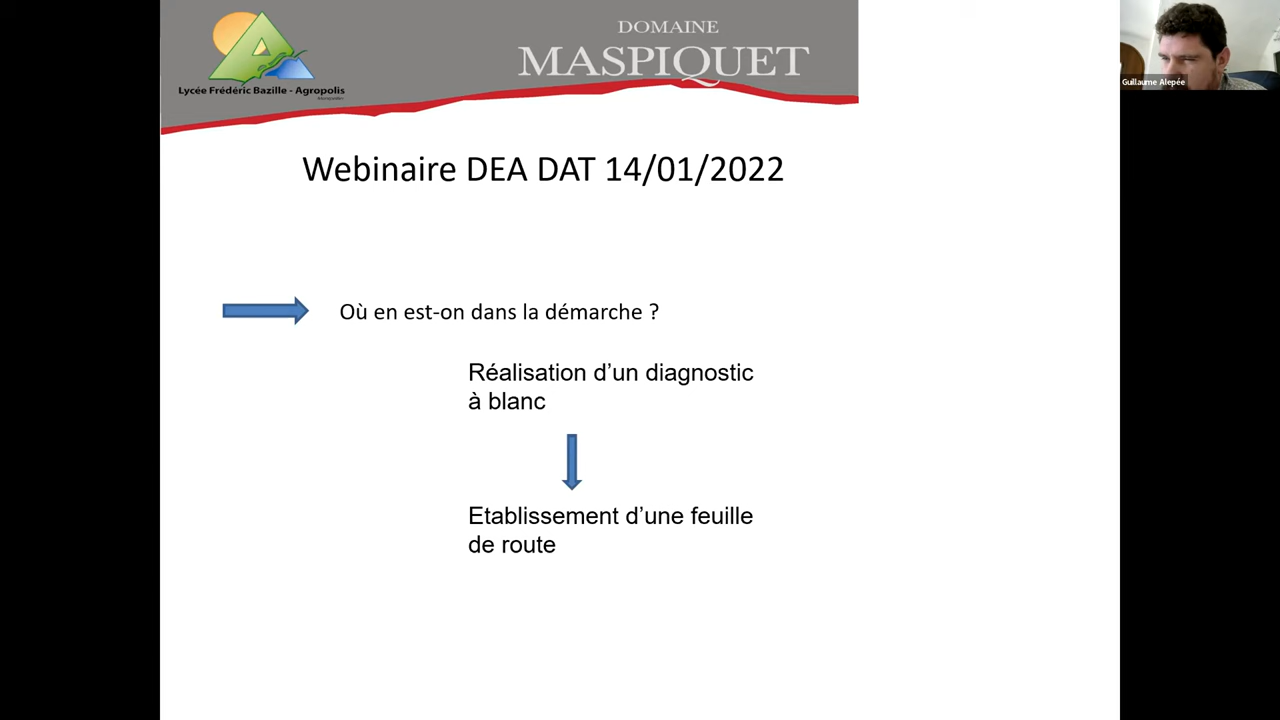 DOMAINE
MASPIQUET
Lycée Frédéric Bazille - Agropolis
Guillaume Alepée
Webinaire DEA DAT 14/01/2022
Où en est-on dans la démarche ?
Réalisation d’un diagnostic
à blanc
Etablissement d’une feuille
de route